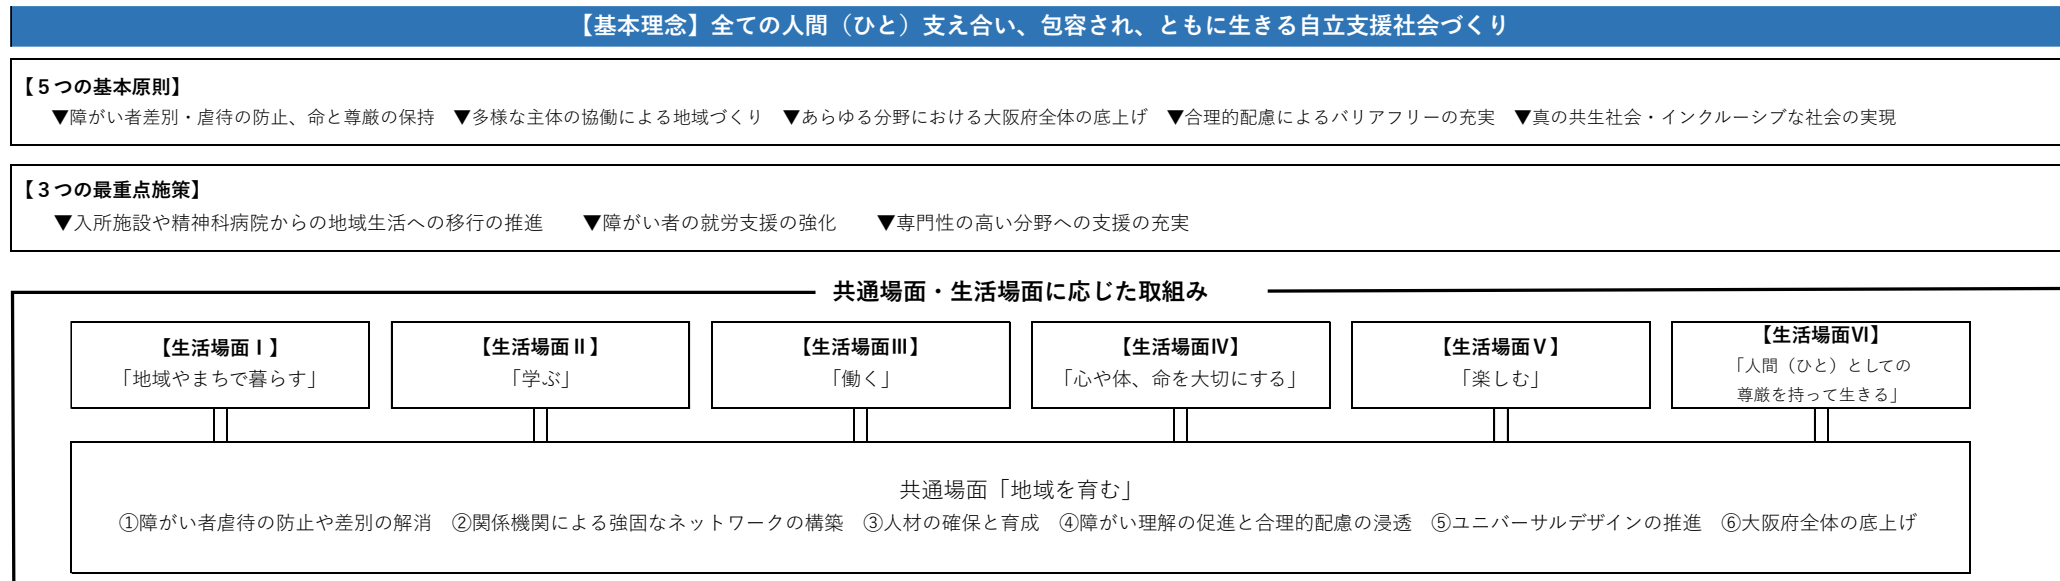 【基本理念】全ての人間（ひと）支え合い、包容され、ともに生きる自立支援社会づくり
【５つの基本原則】
▼障がい者差別・虐待の防止、命と尊厳の保持　▼多様な主体の協働による地域づくり　▼あらゆる分野における大阪府全体の底上げ　▼合理的配慮によるバリアフリーの充実　▼真の共生社会・インクルーシブな社会の実現
【３つの最重点施策】
▼入所施設や精神科病院からの地域生活への移行の推進　　▼障がい者の就労支援の強化　　▼専門性の高い分野への支援の充実
共通場面・生活場面に応じた取組み
【生活場面Ⅰ】
「地域やまちで暮らす」
【生活場面Ⅱ】
「学ぶ」
【生活場面Ⅲ】
「働く」
【生活場面Ⅳ】
「心や体、命を大切にする」
【生活場面Ⅴ】
「楽しむ」
【生活場面Ⅵ】
「人間（ひと）としての
尊厳を持って生きる」
共通場面「地域を育む」
①障がい者虐待の防止や差別の解消　②関係機関による強固なネットワークの構築　③人材の確保と育成　④障がい理解の促進と合理的配慮の浸透　⑤ユニバーサルデザインの推進　⑥大阪府全体の底上げ